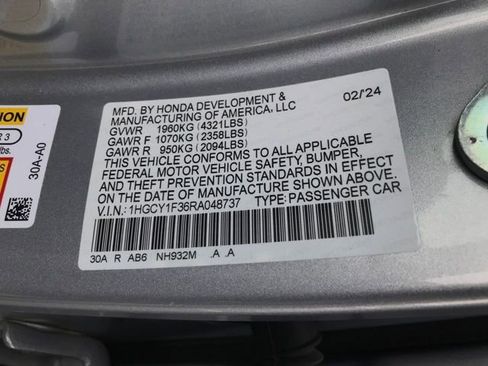 MFD. BY HONDA DEVELOPMENT &
MANUFACTURING OF AMERICA, LLC 02/24
GVWR 1960KG (4321LBS)
GAWR F 1070KG (2358LBS)
GAWR R 950KG (2094LBS)
THIS VEHICLE CONFORMS TO ALL APPLICABLE
FEDERAL MOTOR VEHICLE SAFETY, BUMPER,
AND THEFT PREVENTION STANDARDS IN EFFECT
ON THE DATE OF MANUFACTURE SHOWN ABOVE.
V.I.N.: 1HGCY1F36RA048737 TYPE: PASSENGER CAR
30A R AB6 NH932M .A .A
R 3
lbs.
30A-A0